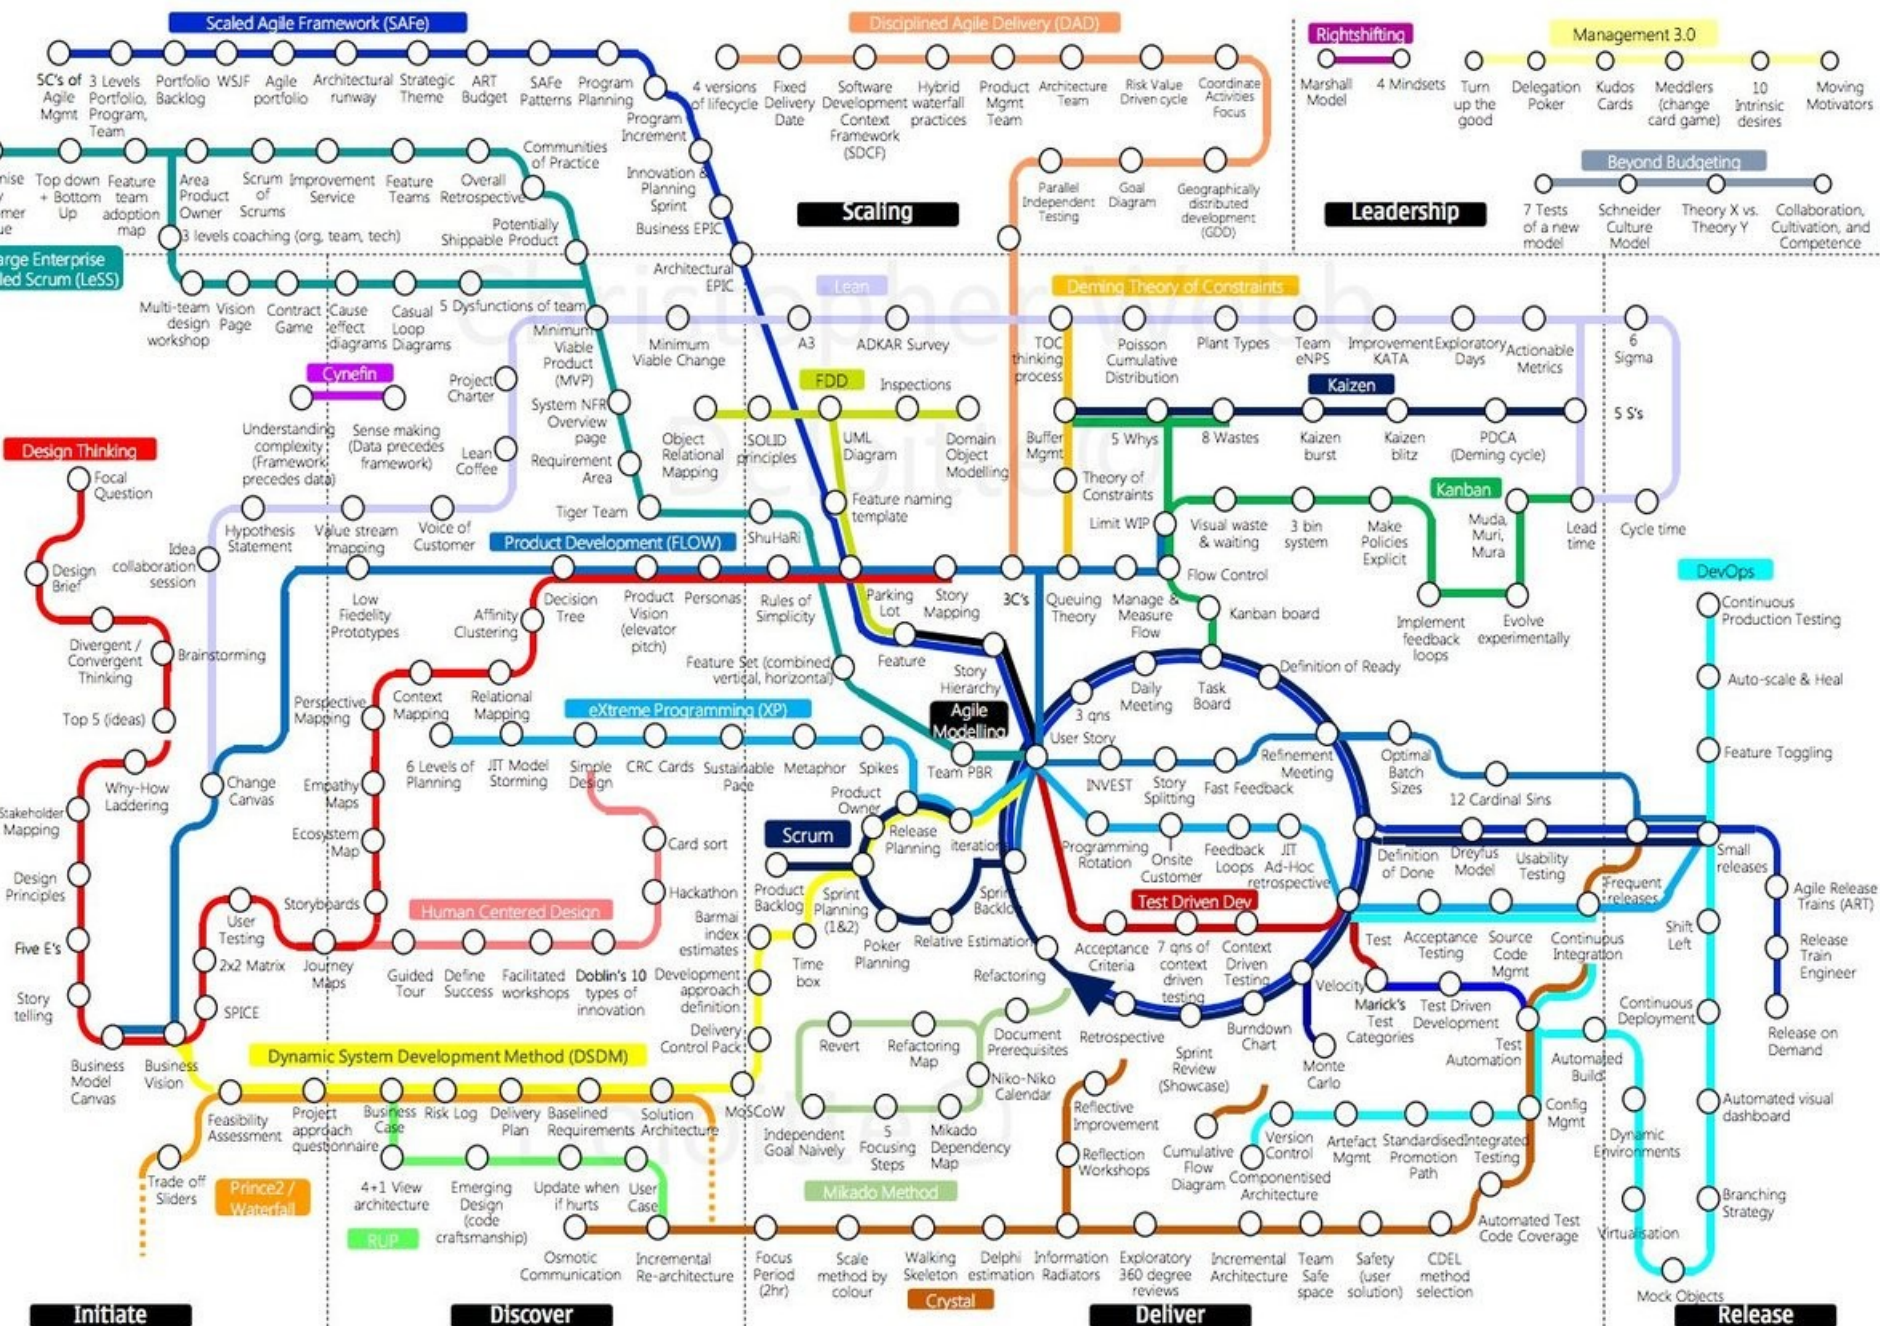 Scaled Agile Framework (SAFe)
5C's of
Agile
Mgmt
3 Levels
Portfolio,
Program,
Team
Portfolio
Backlog
WSJF
Agile
portfolio
Architectural
runway
Strategic
Theme
ART
Budget
SAFe
Patterns
Program
Planning
Program
Increment
Innovation &
Planning
Sprint
Business EPIC
Architectural
EPIC
Disciplined Agile Delivery (DAD)
4 versions
of lifecycle
Fixed
Delivery
Date
Software
Development
Context
Framework
(SDCF)
Hybrid
waterfall
practices
Product
Mgmt
Team
Architecture
Team
Risk Value
Driven cycle
Coordinate
Activities
Focus
Parallel
Independent
Testing
Goal
Diagram
Geographically
distributed
development
(GDD)
Scaling
Rightshifting
Marshall
Model
4 Mindsets
Management 3.0
Turn
up the
good
Delegation
Poker
Kudos
Cards
Meddlers
(change
card game)
10
Intrinsic
desires
Moving
Motivators
Beyond Budgeting
7 Tests
of a new
model
Schneider
Culture
Model
Theory X vs.
Theory Y
Collaboration,
Cultivation, and
Competence
Leadership
nise
y
mer
ue
Top down
+ Bottom
Up
Feature
team
adoption
map
Area
Product
Owner
Scrum
of
Scrums
Improvement
Service
Feature
Teams
Overall
Retrospective
Communities
of Practice
Potentially
Shippable Product
3 levels coaching (org, team, tech)
arge Enterprise
led Scrum (LeSS)
Multi-team
design
workshop
Vision
Page
Contract
Game
Cause
effect
diagrams
Casual
Loop
Diagrams
5 Dysfunctions of team
Christopher Webb
Deloitte©
Lean
Minimum
Viable
Product
(MVP)
Minimum
Viable Change
A3
ADKAR Survey
Deming Theory of Constraints
TOC
thinking
process
Poisson
Cumulative
Distribution
Plant Types
Team
eNPS
Improvement
KATA
Exploratory
Days
Actionable
Metrics
6
Sigma
Cynefin
Understanding
complexity
(Framework
precedes data)
Sense making
(Data precedes
framework)
Project
Charter
Lean
Coffee
System NFR
Overview
page
Requirement
Area
Tiger Team
ShuHaRi
FDD
Inspections
Object
Relational
Mapping
SOLID
principles
UML
Diagram
Domain
Object
Modelling
Feature naming
template
Kaizen
Buffer
Mgmt
5 Whys
8 Wastes
Kaizen
burst
Kaizen
blitz
PDCA
(Deming cycle)
5 S's
Theory of
Constraints
Limit WIP
Kanban
Visual waste
& waiting
3 bin
system
Make
Policies
Explicit
Muda,
Muri,
Mura
Lead
time
Cycle time
Flow Control
Kanban board
Implement
feedback
loops
Evolve
experimentally
Design Thinking
Focal
Question
Design
Brief
Divergent /
Convergent
Thinking
Brainstorming
Top 5 (ideas)
Why-How
Laddering
Stakeholder
Mapping
Design
Principles
Five E's
Story
telling
Business
Model
Canvas
Business
Vision
Idea
collaboration
session
Hypothesis
Statement
Value stream
mapping
Voice of
Customer
Change
Canvas
Product Development (FLOW)
Low
Fiedelity
Prototypes
Affinity
Clustering
Decision
Tree
Product
Vision
(elevator
pitch)
Personas
Rules of
Simplicity
Parking
Lot
Story
Mapping
3C's
Queuing
Theory
Manage &
Measure
Flow
Feature
Feature Set (combined,
vertical, horizontal)
Story
Hierarchy
Agile
Modelling
Team PBR
User Story
Perspective
Mapping
Context
Mapping
Relational
Mapping
Empathy
Maps
Ecosystem
Map
Storyboards
User
Testing
2x2 Matrix
SPICE
Journey
Maps
eXtreme Programming (XP)
6 Levels of
Planning
JIT Model
Storming
Simple
Design
CRC Cards
Sustainable
Pace
Metaphor
Spikes
Product
Owner
Release
Planning
iteration
Scrum
Product
Backlog
Sprint
Planning
(1&2)
Poker
Planning
Relative Estimation
Sprint
Backlog
Refactoring
Human Centered Design
Card sort
Hackathon
Guided
Tour
Define
Success
Facilitated
workshops
Doblin's 10
types of
innovation
Barmai
index
estimates
Time
box
Development
approach
definition
Delivery
Control Pack
3 qns
Daily
Meeting
Task
Board
Definition of Ready
Refinement
Meeting
INVEST
Story
Splitting
Fast Feedback
Optimal
Batch
Sizes
12 Cardinal Sins
Programming
Rotation
Onsite
Customer
Feedback
Loops
JIT
Ad-Hoc
retrospective
Definition
of Done
Dreyfus
Model
Usability
Testing
Frequent
releases
Small
releases
Test Driven Dev
Acceptance
Criteria
7 qns of
context
driven
testing
Context
Driven
Testing
Test
Acceptance
Testing
Source
Code
Mgmt
Continuous
Integration
Velocity
Marick's
Test
Categories
Test Driven
Development
Test
Automation
Retrospective
Sprint
Review
(Showcase)
Burndown
Chart
Monte
Carlo
DevOps
Continuous
Production Testing
Auto-scale & Heal
Feature Toggling
Agile Release
Trains (ART)
Release
Train
Engineer
Release on
Demand
Shift
Left
Continuous
Deployment
Automated visual
dashboard
Branching
Strategy
Mock Objects
Automated
Build
Dynamic
Environments
Virtualisation
Config
Mgmt
Version
Control
Artefact
Mgmt
Standardised
Promotion
Path
Integrated
Testing
Componentised
Architecture
Cumulative
Flow
Diagram
Automated Test
Code Coverage
Dynamic System Development Method (DSDM)
Feasibility
Assessment
Project
approach
questionnaire
Business
Case
Risk Log
Delivery
Plan
Baselined
Requirements
Solution
Architecture
MoSCoW
Trade off
Sliders
Prince2 /
Waterfall
RUP
4+1 View
architecture
Emerging
Design
(code
craftsmanship)
Update when
if hurts
User
Case
Revert
Refactoring
Map
Document
Prerequisites
Niko-Niko
Calendar
Independent
Goal Naively
5
Focusing
Steps
Mikado
Dependency
Map
Mikado Method
Reflective
Improvement
Reflection
Workshops
Osmotic
Communication
Incremental
Re-architecture
Focus
Period
(2hr)
Scale
method by
colour
Walking
Skeleton
Delphi
estimation
Information
Radiators
Exploratory
360 degree
reviews
Incremental
Architecture
Team
Safe
space
Safety
(user
solution)
CDEL
method
selection
Crystal
Initiate
Discover
Deliver
Release